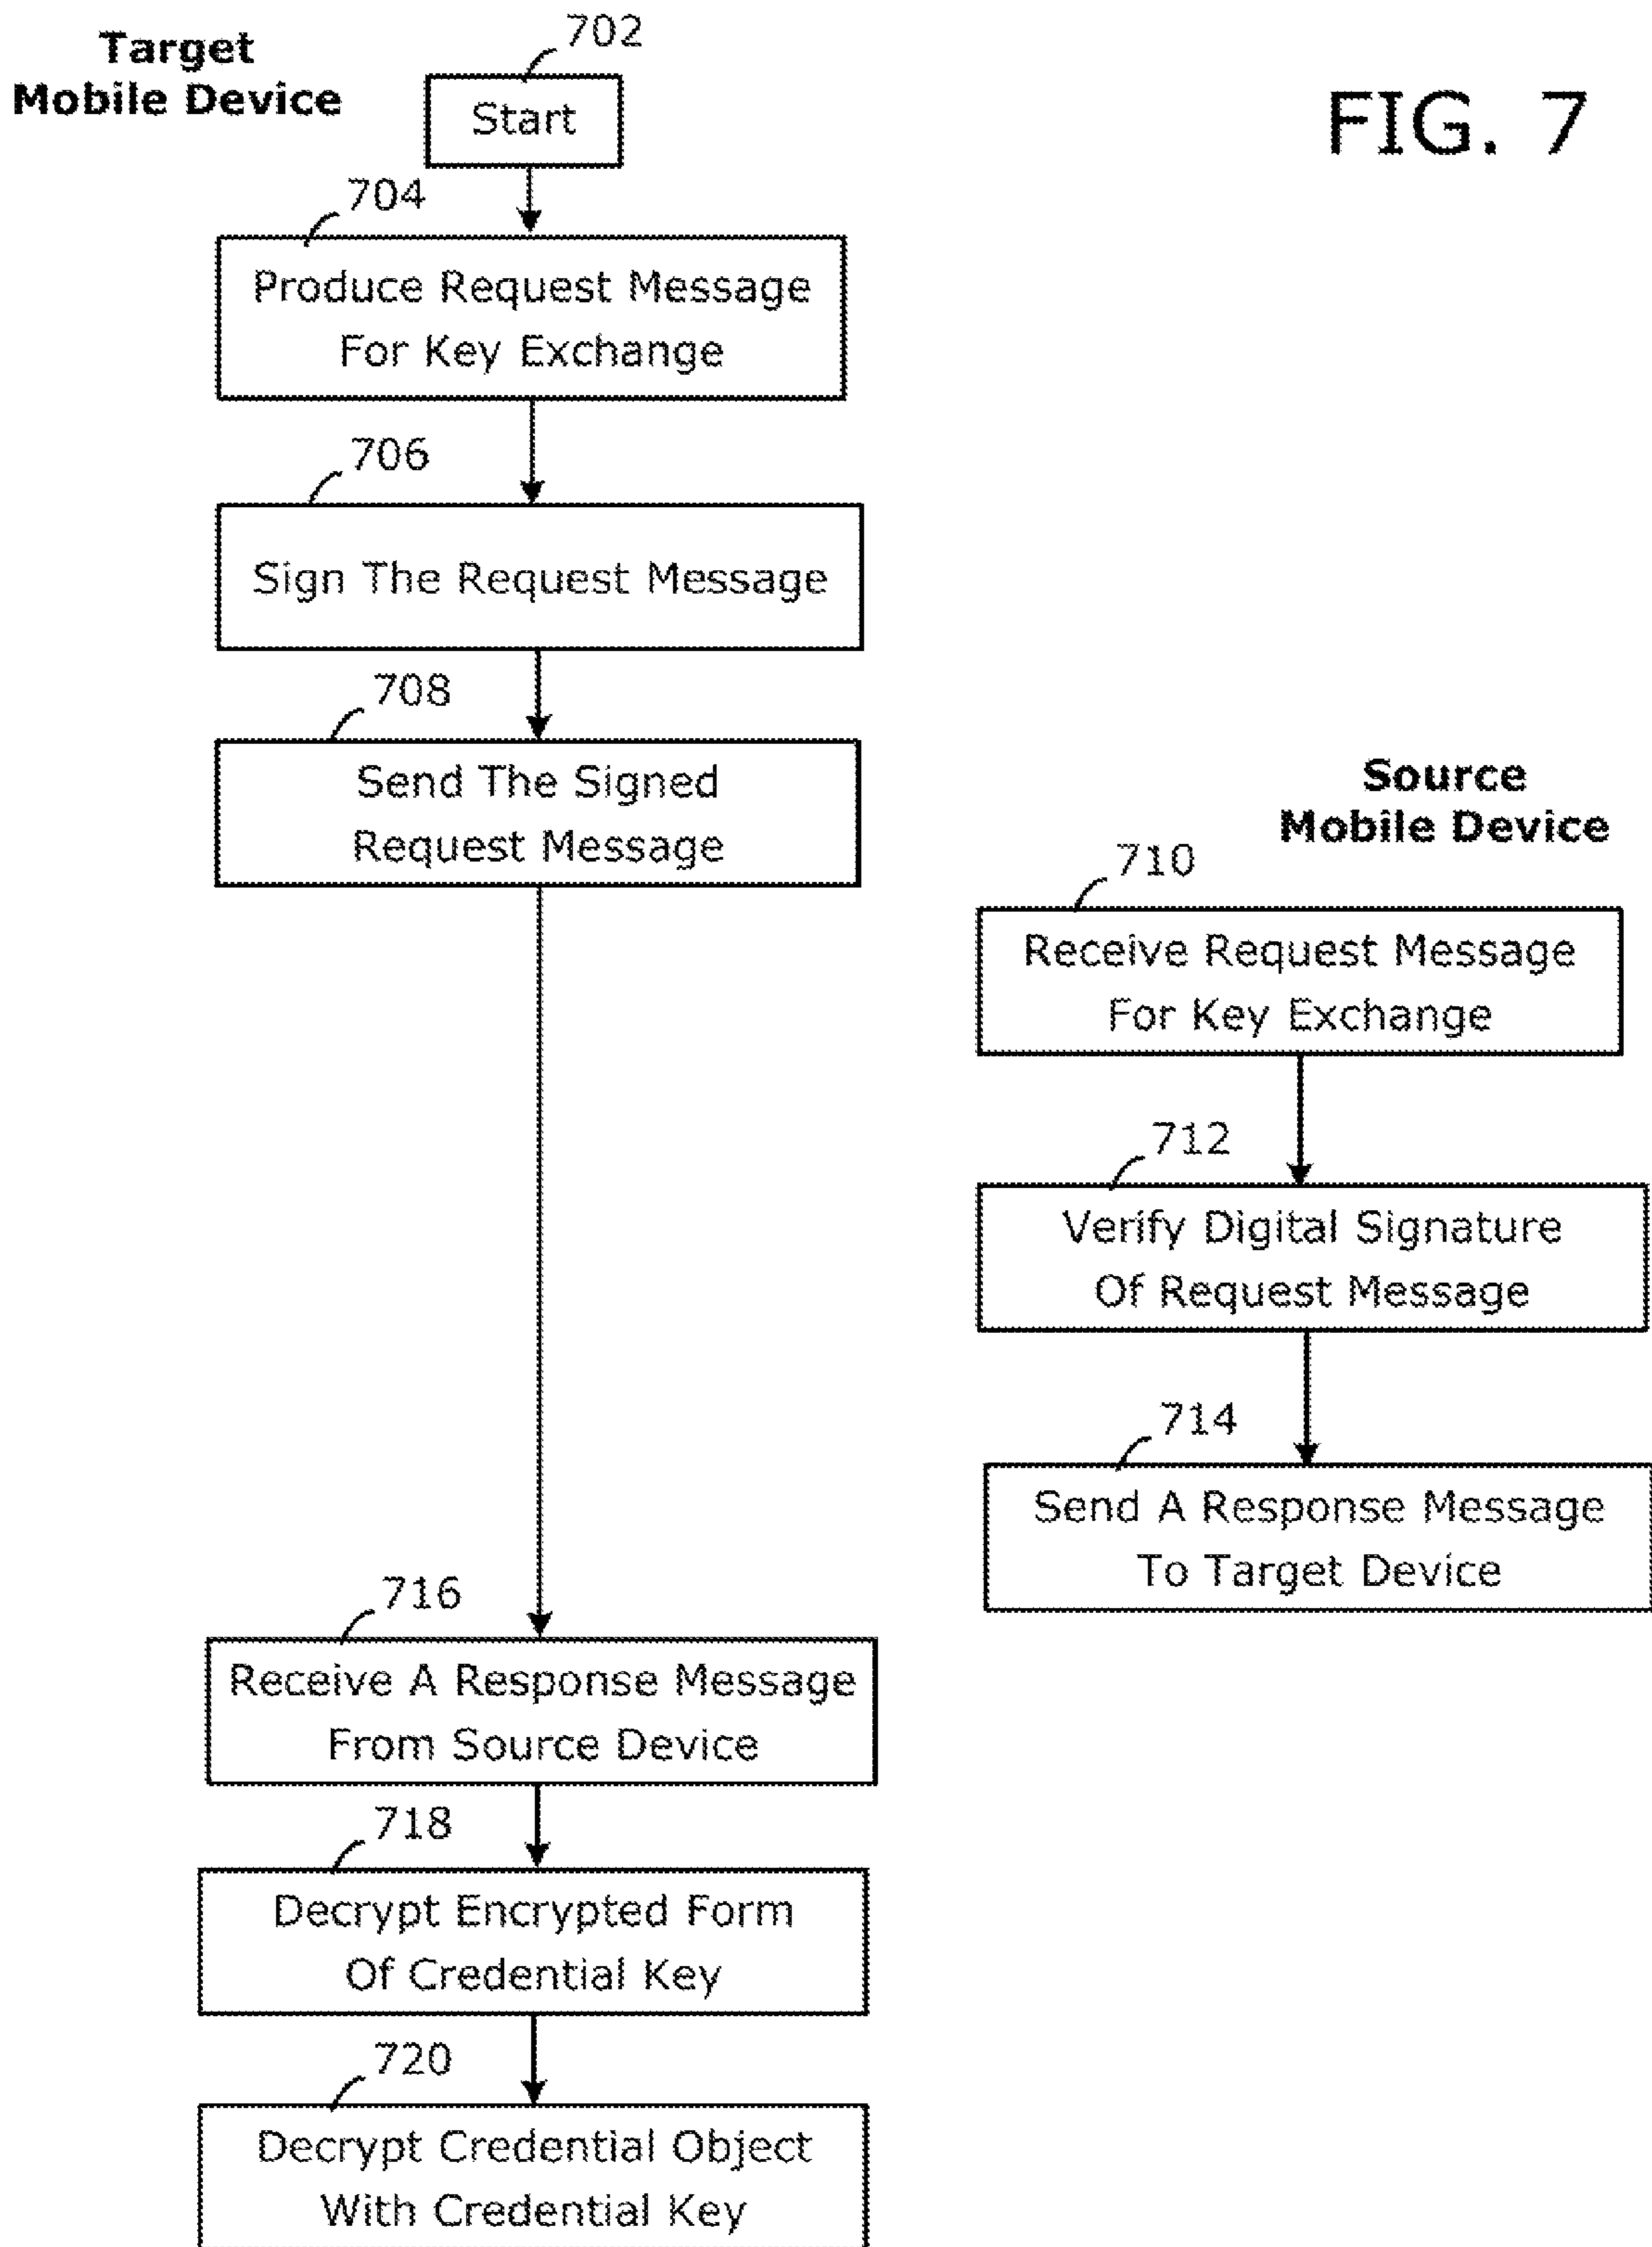 Target
Mobile Device
702
Start
FIG. 7
704
Produce Request Message
For Key Exchange
706
Sign The Request Message
708
Send The Signed
Request Message
Source
Mobile Device
710
Receive Request Message
For Key Exchange
712
Verify Digital Signature
Of Request Message
714
Send A Response Message
To Target Device
716
Receive A Response Message
From Source Device
718
Decrypt Encrypted Form
Of Credential Key
720
Decrypt Credential Object
With Credential Key